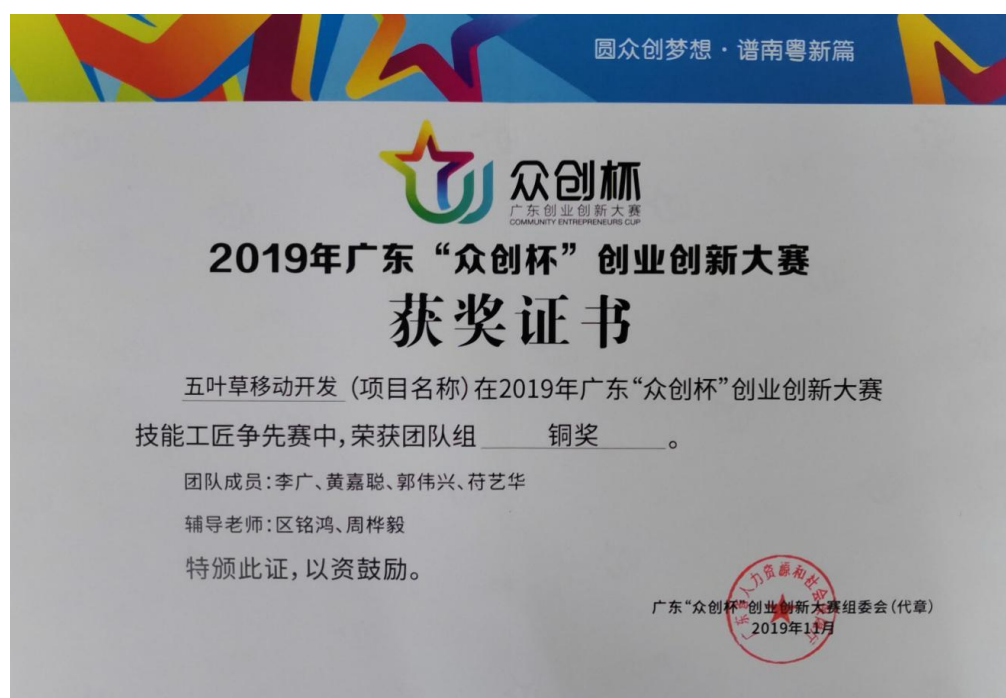 圆众创梦想·谱南粤新篇
众创杯
广东创业创新大赛
COMMUNITY ENTREPRENEURS CUP
2019年广东“众创杯”创业创新大赛
获奖证书
五叶草移动开发(项目名称)在2019年广东“众创杯”创业创新大赛
技能工匠争先赛中,荣获团队组 铜奖 。
团队成员:李广、黄嘉聪、郭伟兴、苻艺华
辅导老师:区铭鸿、周桦毅
特颁此证,以资鼓励。
广东“众创杯”创业创新大赛组委会(代章)
2019年11月